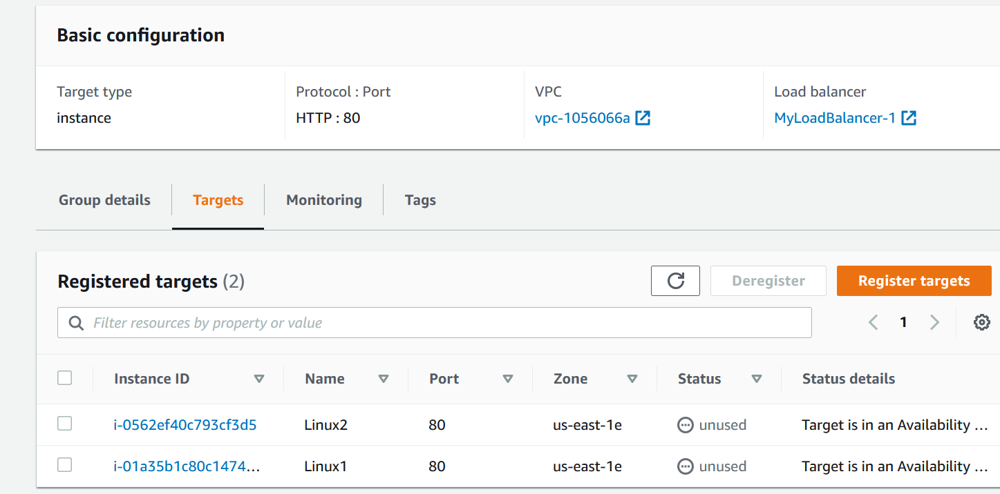 Basic configuration
Target type
Protocol : Port
VPC
Load balancer
instance
HTTP : 80
vpc-1056066a
MyLoadBalancer-1
Group details
Targets
Monitoring
Tags
Registered targets (2)
Deregister
Register targets
Filter resources by property or value
1
Instance ID
Name
Port
Zone
Status
Status details
i-0562ef40c793cf3d5
Linux2
80
us-east-1e
unused
Target is in an Availability ...
i-01a35b1c80c1474...
Linux1
80
us-east-1e
unused
Target is in an Availability ...